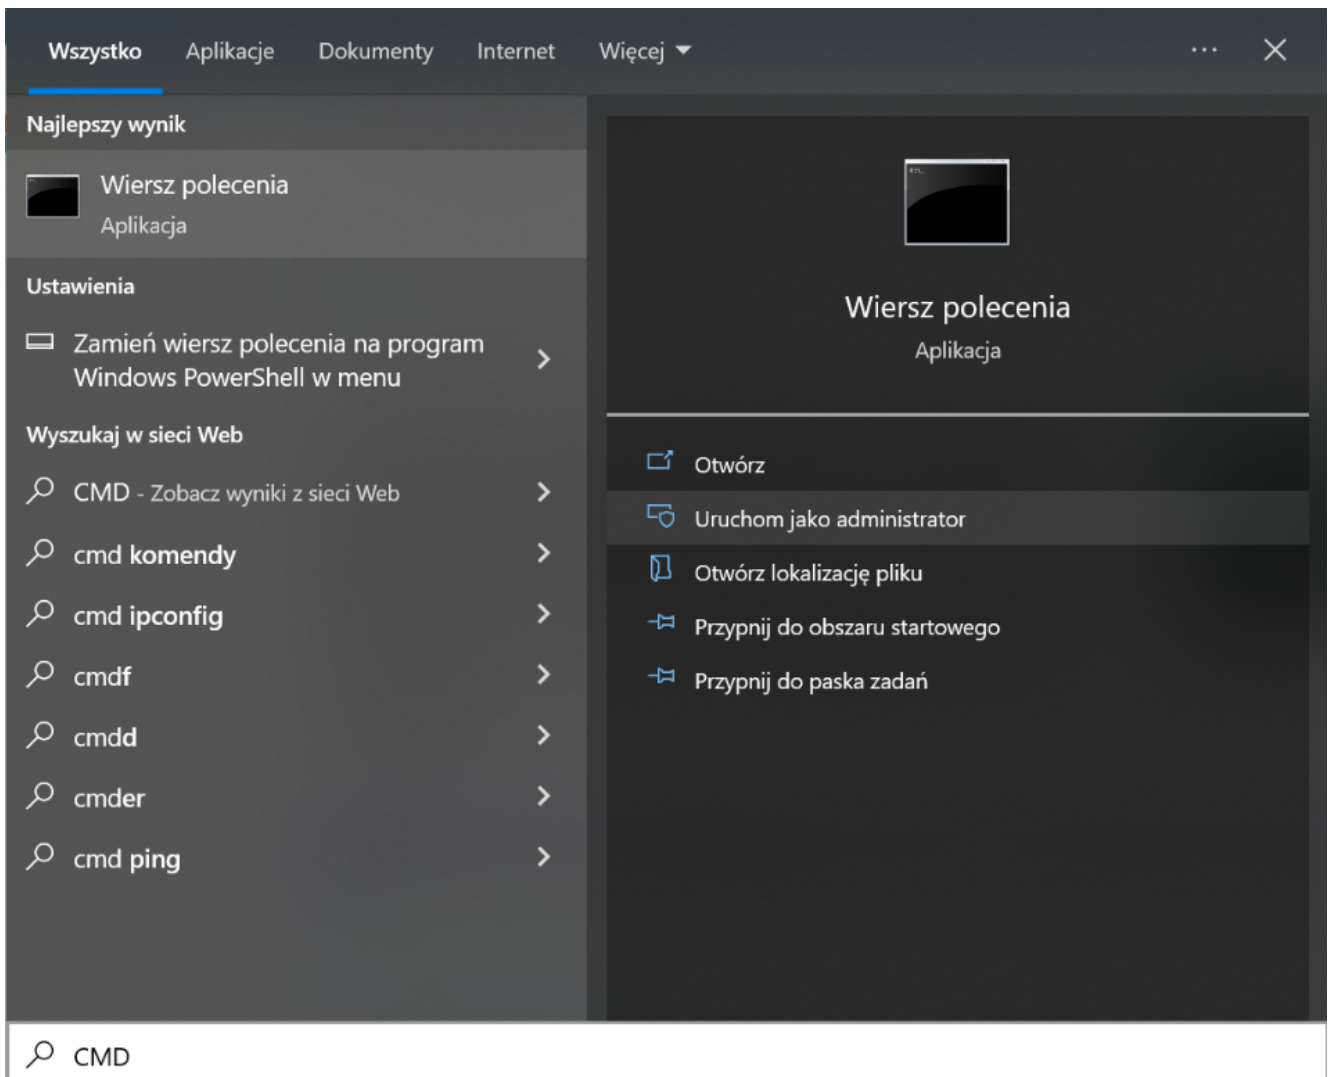 Wszystko Aplikacje Dokumenty Internet Więcej
Najlepszy wynik
Wiersz polecenia
Aplikacja
Ustawienia
Zamień wiersz polecenia na program
Windows PowerShell w menu
Wyszukaj w sieci Web
CMD - Zobacz wyniki z sieci Web
cmd komendy
cmd ipconfig
cmdf
cmdd
cmder
cmd ping
Wiersz polecenia
Aplikacja
Otwórz
Uruchom jako administrator
Otwórz lokalizację pliku
Przypnij do obszaru startowego
Przypnij do paska zadań
CMD